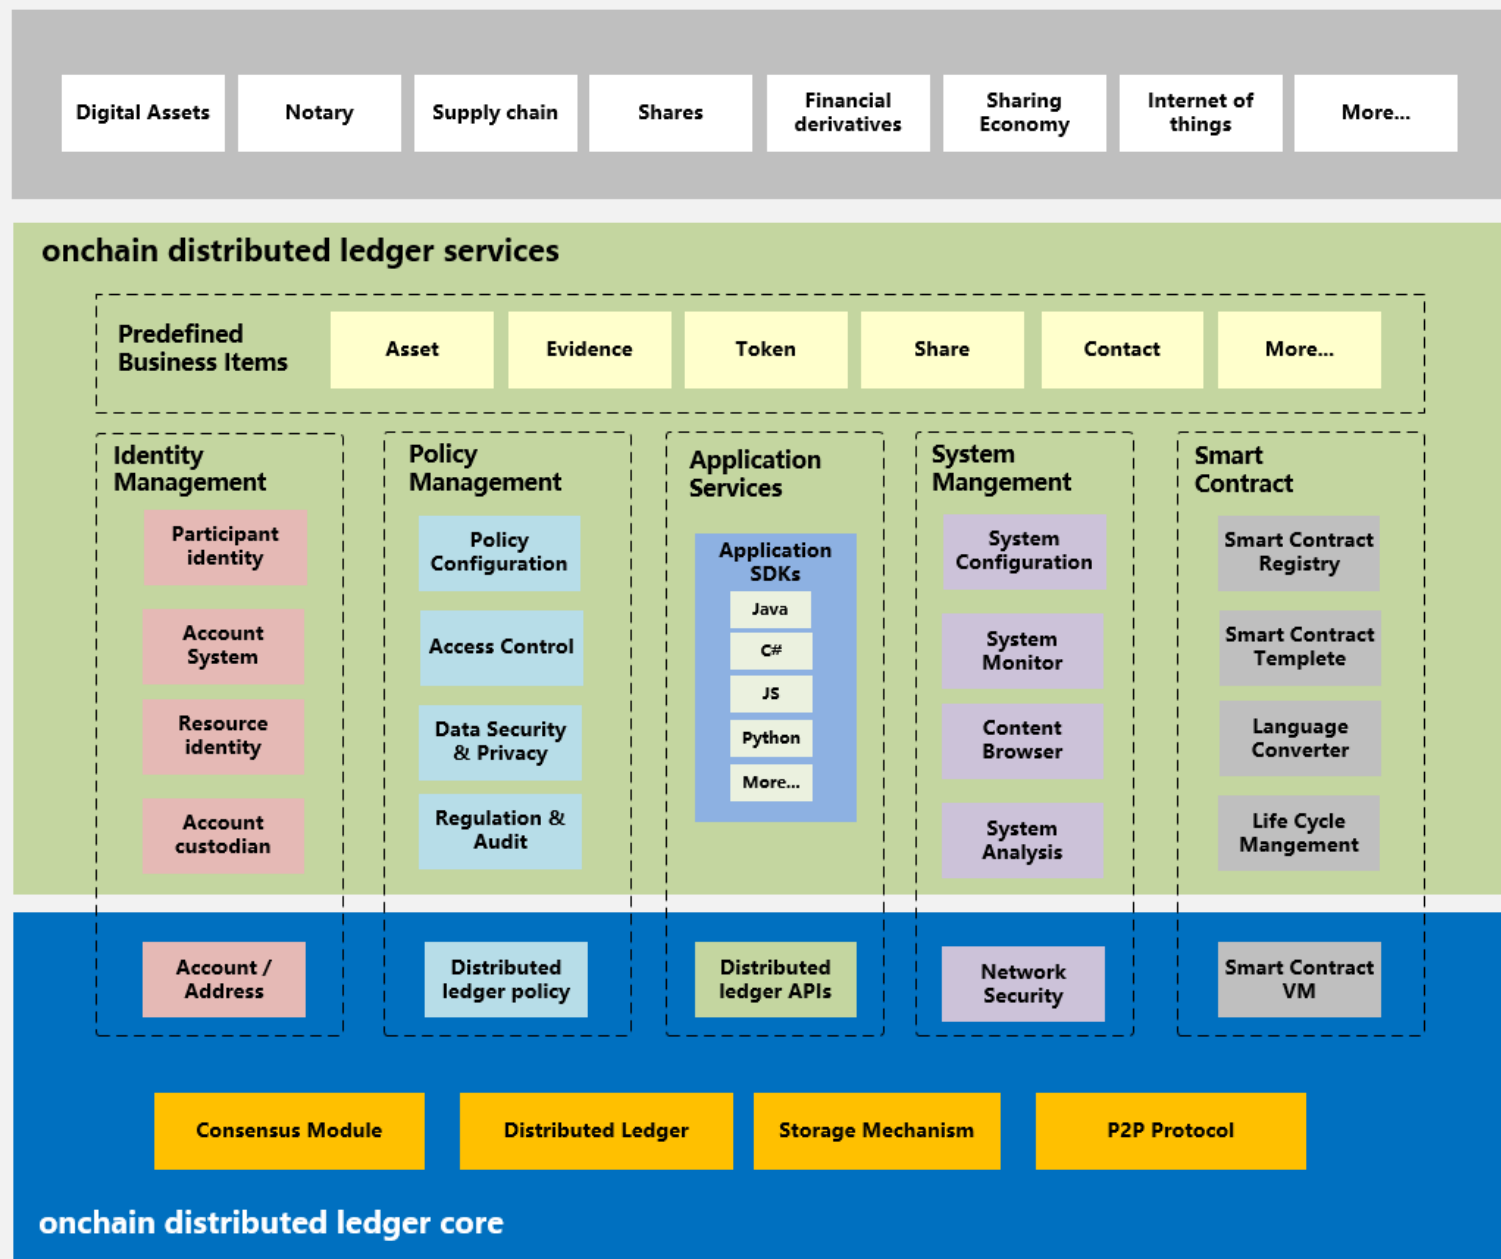 Digital Assets
Notary
Supply chain
Shares
Financial
derivatives
Sharing
Economy
Internet of
things
More...
onchain distributed ledger services
Predefined
Business Items
Asset
Evidence
Token
Share
Contact
More...
Identity
Management
Participant
identity
Account
System
Resource
identity
Account
custodian
Account /
Address
Policy
Management
Policy
Configuration
Access Control
Data Security
& Privacy
Regulation &
Audit
Distributed
ledger policy
Application
Services
Application
SDKs
Java
C#
JS
Python
More...
Distributed
ledger APIs
System
Mangement
System
Configuration
System
Monitor
Content
Browser
System
Analysis
Network
Security
Smart
Contract
Smart Contract
Registry
Smart Contract
Templete
Language
Converter
Life Cycle
Mangement
Smart Contract
VM
Consensus Module
Distributed Ledger
Storage Mechanism
P2P Protocol
onchain distributed ledger core